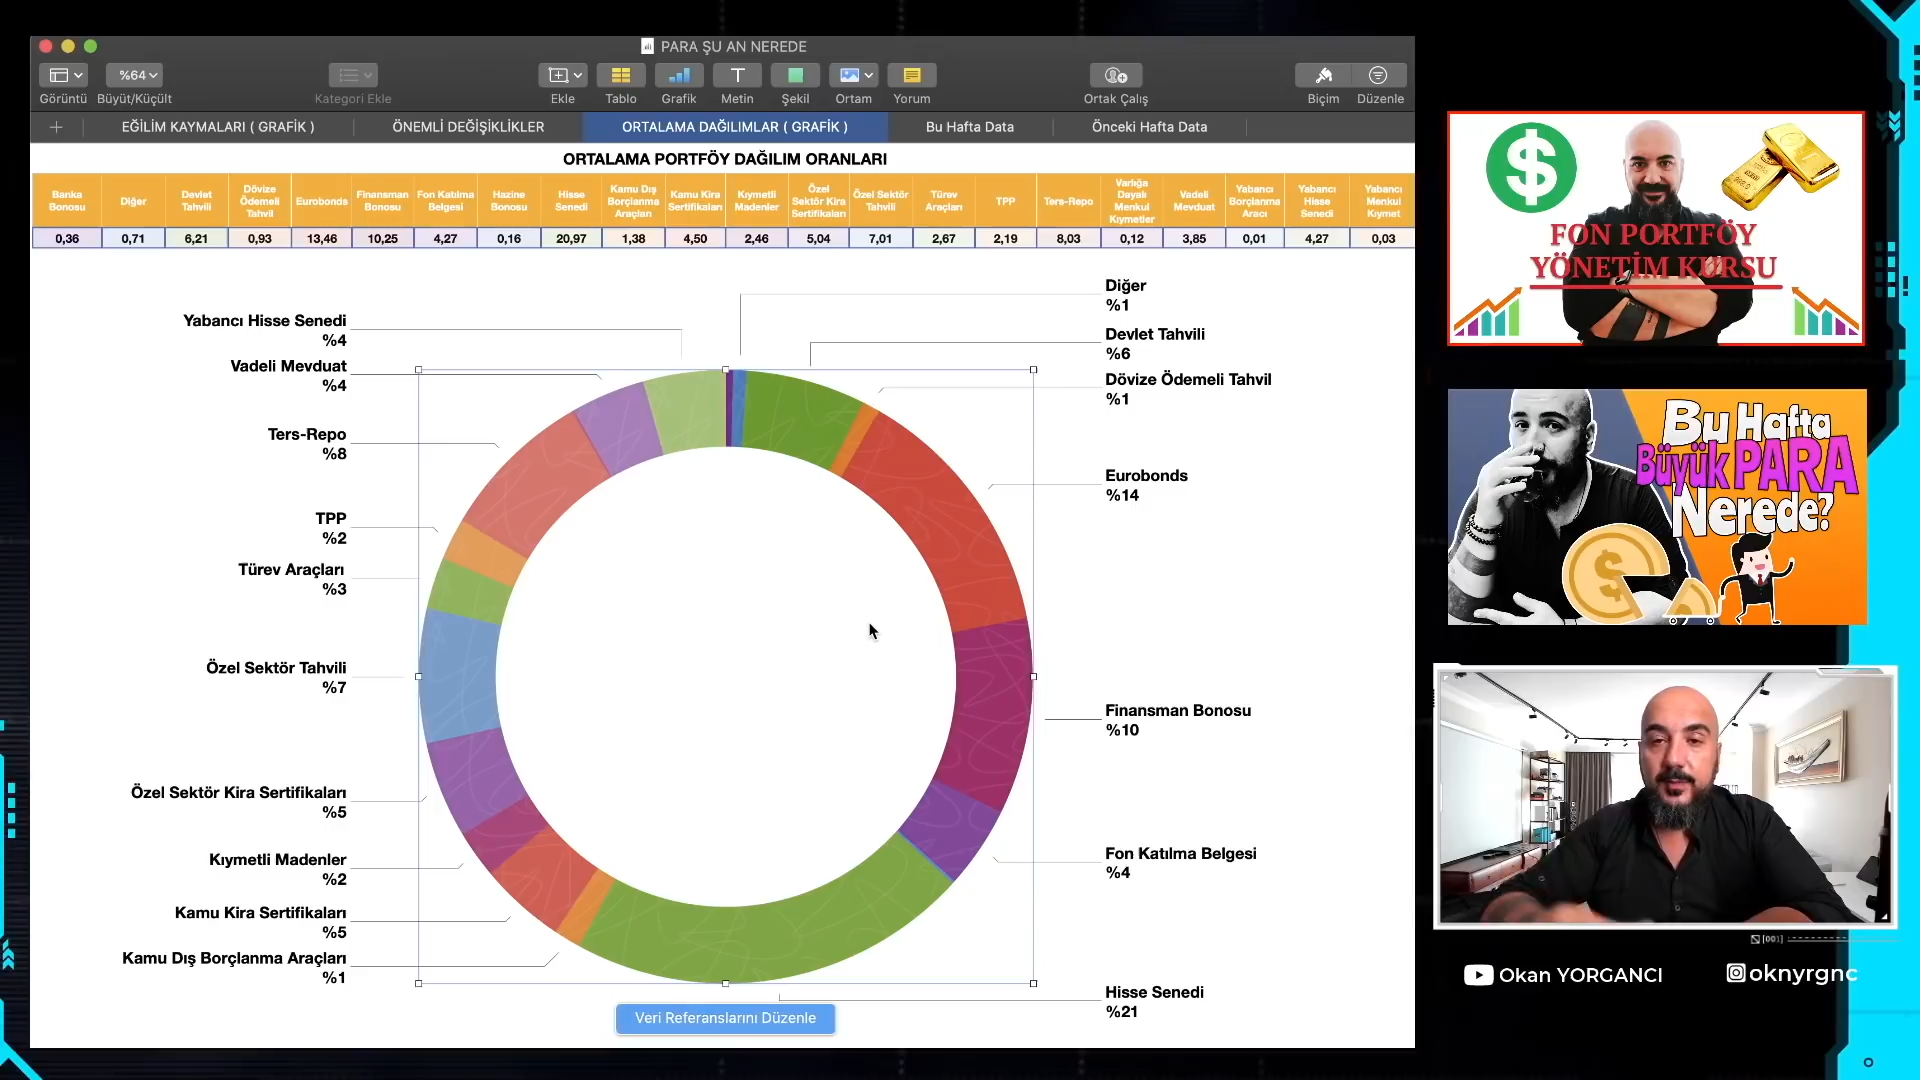 PARA ŞU AN NEREDE
%64
Görüntü
Büyüt/Küçült
Kategori Ekle
Ekle
Tablo
Grafik
Metin
Şekil
Ortam
Yorum
Ortak Çalış
Biçim
Düzenle
EĞİLİM KAYMALARI ( GRAFİK )
ÖNEMLİ DEĞİŞİKLİKLER
ORTALAMA DAĞILIMLAR ( GRAFİK )
Bu Hafta Data
Önceki Hafta Data
ORTALAMA PORTFÖY DAĞILIM ORANLARI
Banka Bonosu
Diğer
Devlet Tahvili
Dövize Ödemeli Tahvil
Eurobonds
Finansman Bonosu
Fon Katılma Belgesi
Hazine Bonosu
Hisse Senedi
Kamu Dış Borçlanma Araçları
Kamu Kira Sertifikaları
Kıymetli Madenler
Özel Sektör Kira Sertifikaları
Özel Sektör Tahvili
Türev Araçları
TPP
Ters-Repo
Varlığa Dayalı Menkul Kıymetler
Vadeli Mevduat
Yabancı Borçlanma Aracı
Yabancı Hisse Senedi
Yabancı Menkul Kıymet
0,36 0,71 6,21 0,93 13,46 10,25 4,27 0,16 20,97 1,38 4,50 2,46 5,04 7,01 2,67 2,19 8,03 0,12 3,85 0,01 4,27 0,03
Diğer
%1
Devlet Tahvili
%6
Dövize Ödemeli Tahvil
%1
Eurobonds
%14
Finansman Bonosu
%10
Fon Katılma Belgesi
%4
Hisse Senedi
%21
Yabancı Hisse Senedi
%4
Vadeli Mevduat
%4
Ters-Repo
%8
TPP
%2
Türev Araçları
%3
Özel Sektör Tahvili
%7
Özel Sektör Kira Sertifikaları
%5
Kıymetli Madenler
%2
Kamu Kira Sertifikaları
%5
Kamu Dış Borçlanma Araçları
%1
Veri Referanslarını Düzenle
FON PORTFÖY
YÖNETİM KURSU
Bu Hafta
Büyük PARA
Nerede?
[001]
Okan YORGANCI
oknyrgnc